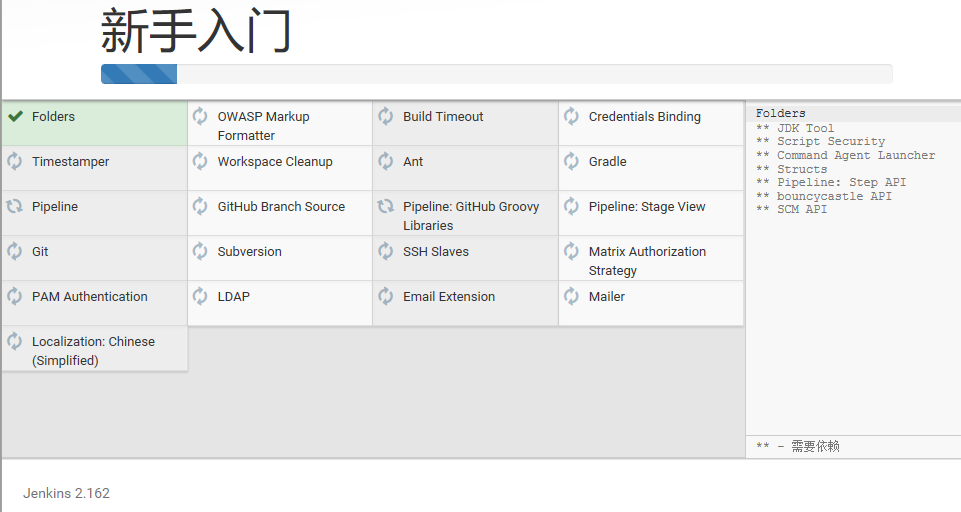 新手入门
Folders
OWASP Markup
Formatter
Build Timeout
Credentials Binding
Timestamper
Workspace Cleanup
Ant
Gradle
Pipeline
GitHub Branch Source
Pipeline: GitHub Groovy
Libraries
Pipeline: Stage View
Git
Subversion
SSH Slaves
Matrix Authorization
Strategy
PAM Authentication
LDAP
Email Extension
Mailer
Localization: Chinese
(Simplified)
Folders
** JDK Tool
** Script Security
** Command Agent Launcher
** Structs
** Pipeline: Step API
** bouncycastle API
** SCM API
** - 需要依赖
Jenkins 2.162